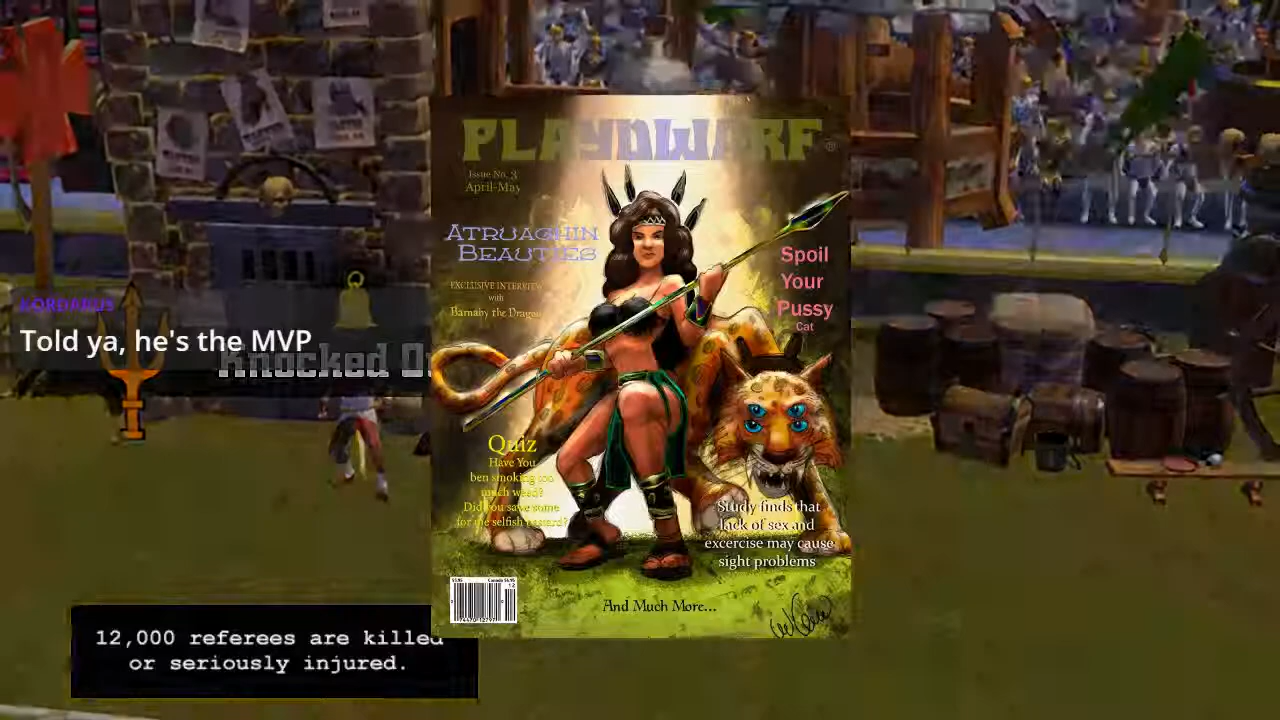 PLAYDWARF
Issue No. 3
April-May
ATRUAGHIN
BEAUTIES
EXCLUSIVE INTERVIEW
with
Barnaby the Dragon
Spoil
Your
Pussy
Cat
KORDARUS
Told ya, he's the MVP
Knocked
Quiz
Have You
ben smoking too
much weed?
Did you save some
for the selfish bastard?
Study finds that
lack of sex and
excercise may cause
sight problems
And Much More...
12,000 referees are killed
or seriously injured.